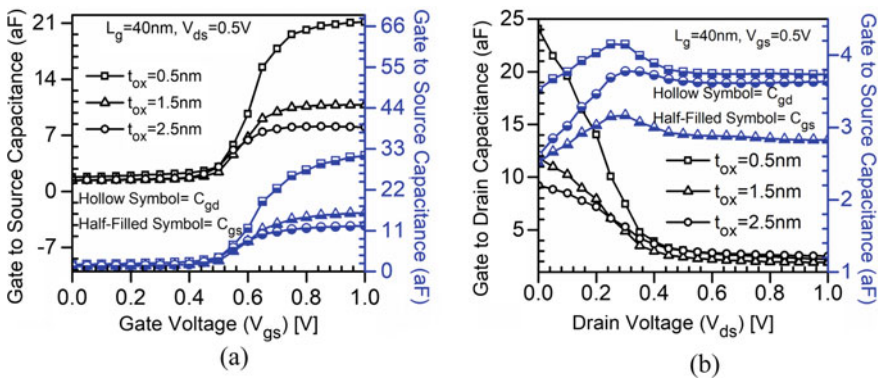 (a)
L_g=40nm, V_ds=0.5V
t_ox=0.5nm
t_ox=1.5nm
t_ox=2.5nm
Hollow Symbol= C_gd
Half-Filled Symbol= C_gs
Gate to Source Capacitance (aF)
21
14
7
0
-7
Gate to Source Capacitance (aF)
72
66
55
44
33
22
11
0
0.0 0.2 0.4 0.6 0.8 1.0
Gate Voltage (V_gs) [V]
(a)
(b)
L_g=40nm, V_gs=0.5V
Hollow Symbol= C_gd
Half-Filled Symbol= C_gs
t_ox=0.5nm
t_ox=1.5nm
t_ox=2.5nm
Gate to Drain Capacitance (aF)
25
20
15
10
5
Gate to Source Capacitance (aF)
4
3
2
1
0.0 0.2 0.4 0.6 0.8 1.0
Drain Voltage (V_ds) [V]
(b)